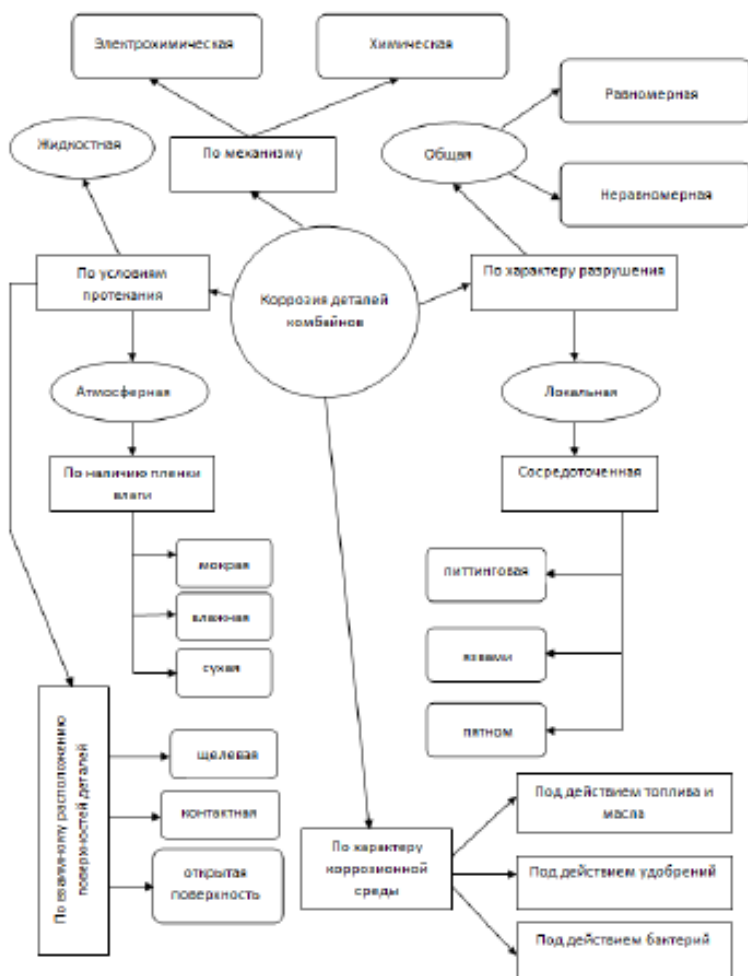 Электрохимическая
Химическая
Равномерная
Жидкостная
По механизму
Общая
Неравномерная
По условиям
протекания
Коррозия деталей
комбайнов
По характеру разрушения
Атмосферная
Локальная
По наличию пленки
влаги
Сосредоточенная
мокрая
влажная
сухая
питтинговая
язвами
пятном
По взаимному расположению
поверхностей деталей
щелевая
контактная
открытая
поверхность
По характеру
коррозионной
среды
Под действием топлива и
масла
Под действием удобрений
Под действием бактерий